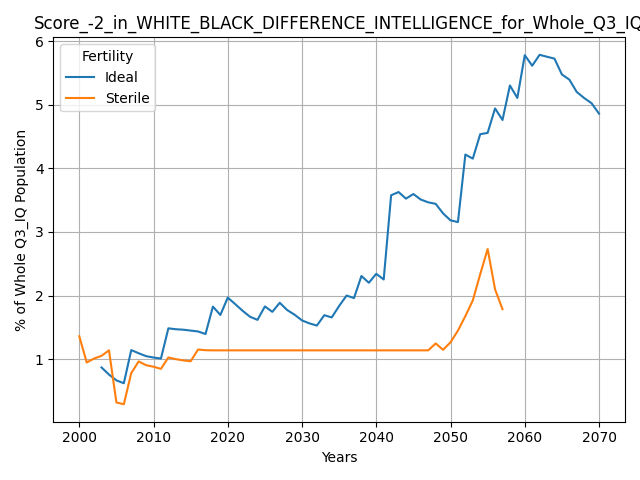 Score_-2_in_WHITE_BLACK_DIFFERENCE_INTELLIGENCE_for_Whole_Q3_IQ
Fertility
Ideal
Sterile
% of Whole Q3_IQ Population
6
5
4
3
2
1
2000 2010 2020 2030 2040 2050 2060 2070
Years